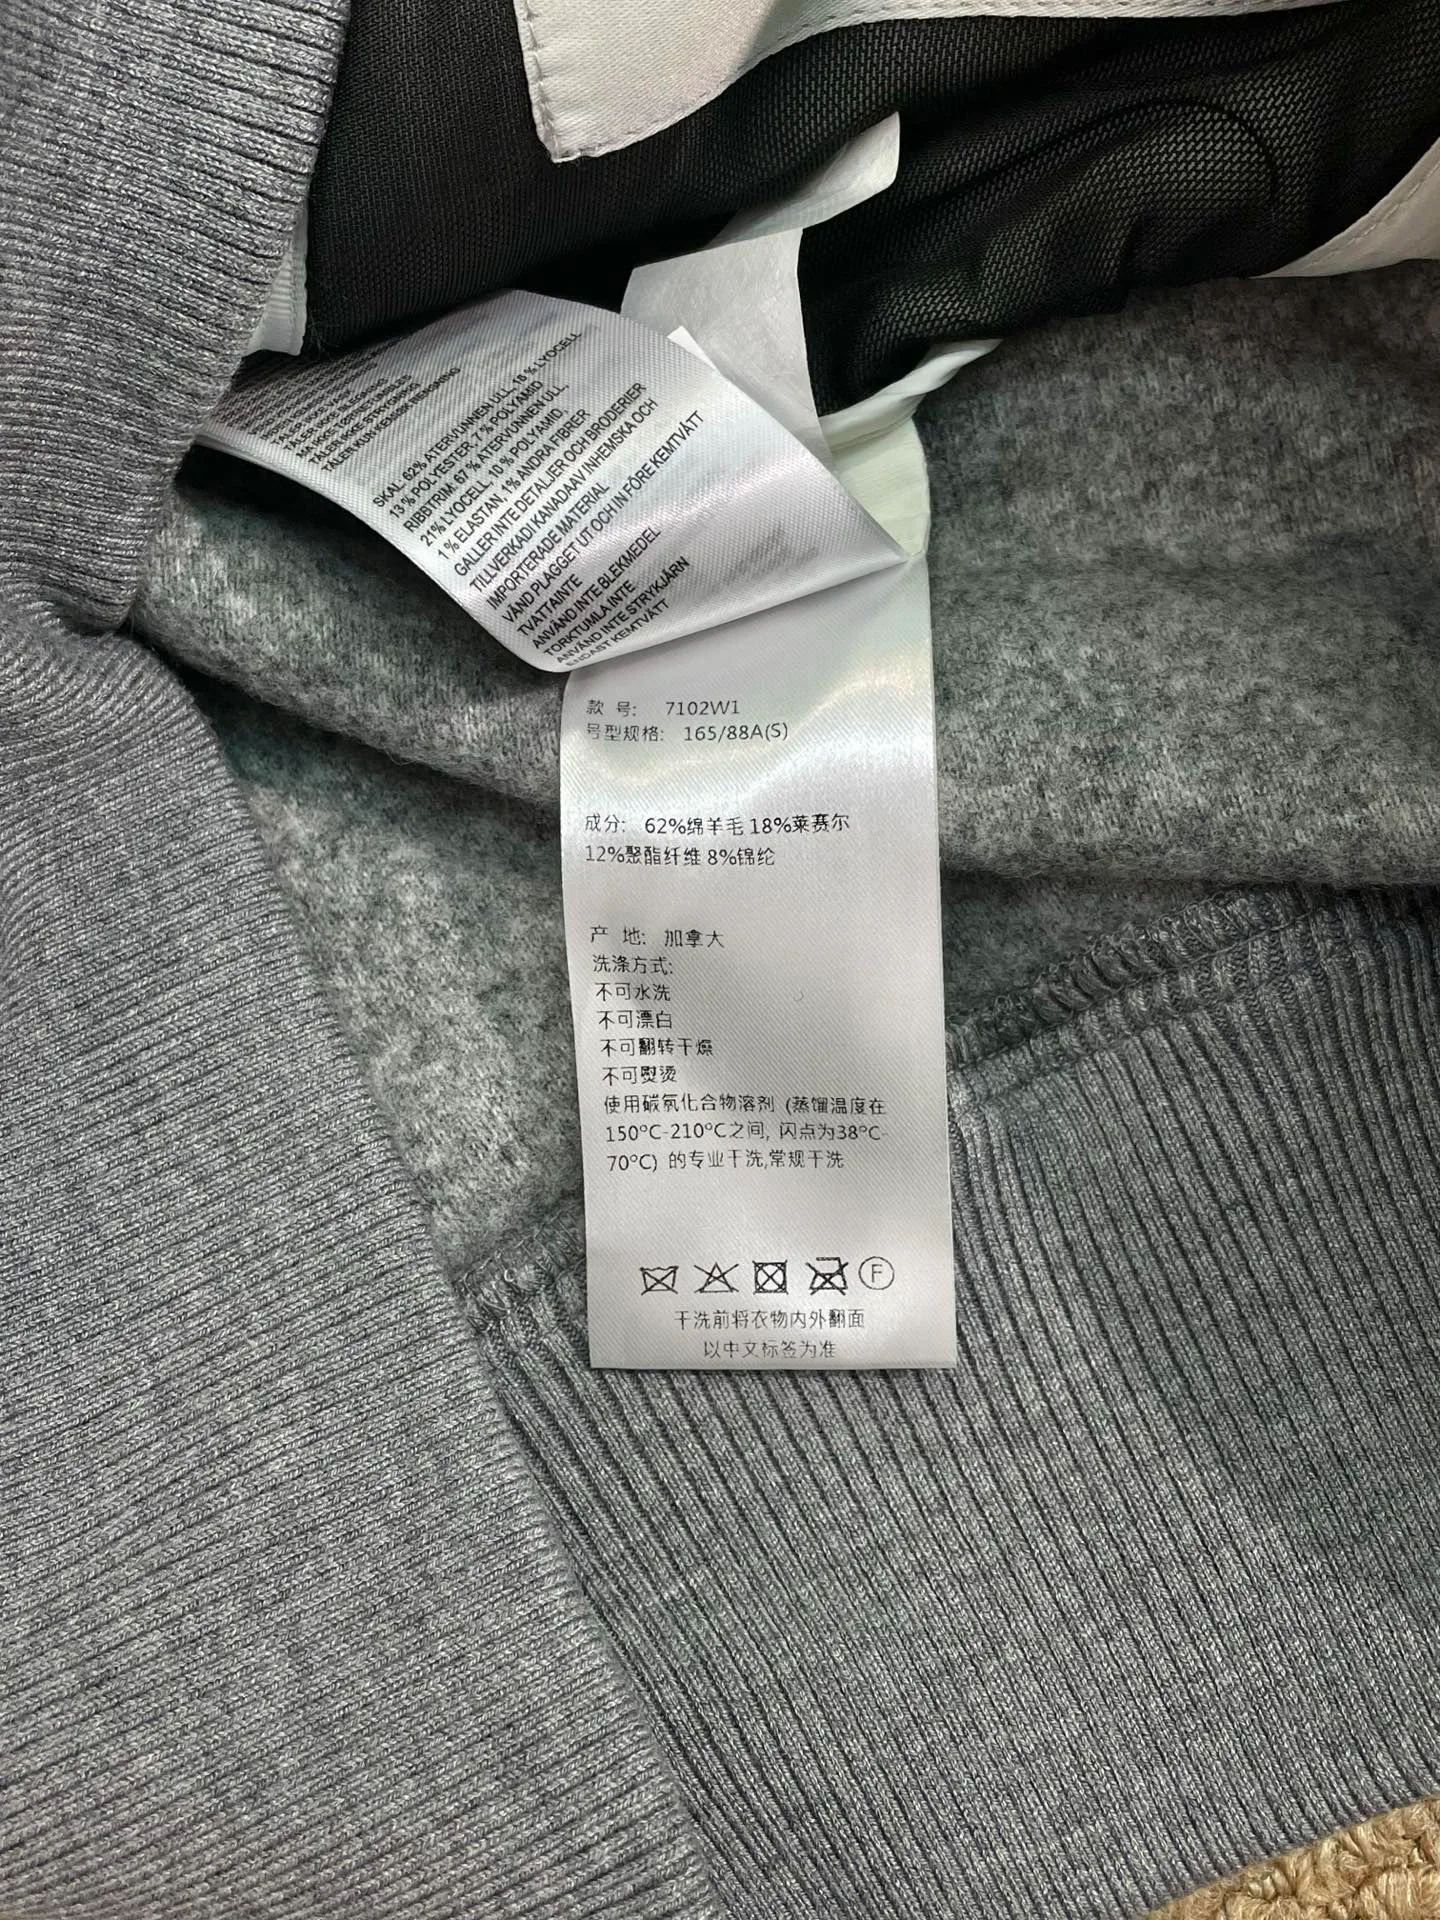 TÅLER KUN KEMISK RENSNING
SKAL: 62% ÅTERVUNNEN ULL, 18 % LYOCELL
13 % POLYESTER, 7 % POLYAMID
RIBBTRIM: 67 % ÅTERVUNNEN ULL.
21% LYOCELL, 10 % POLYAMID,
1 % ELASTAN, 1% ANDRA FIBRER
GÄLLER INTE DETALJER OCH BRODERIER
TILLVERKAD I KANADA AV INHEMSKA OCH
IMPORTERADE MATERIAL
VÄND PLAGGET UT OCH IN FÖRE KEMTVÄTT
TVÄTTA INTE
ANVÄND INTE BLEKMEDEL
TORKTUMLA INTE
ANVÄND INTE STRYKJÄRN
ENDAST KEMTVÄTT
款 号: 7102W1
号型规格: 165/88A(S)
成分: 62%绵羊毛 18%莱赛尔
12%聚酯纤维 8%锦纶
产 地: 加拿大
洗涤方式:
不可水洗
不可漂白
不可翻转干燥
不可熨烫
使用碳氢化合物溶剂 (蒸馏温度在
150°C-210°C之间, 闪点为38°C-
70°C) 的专业干洗,常规干洗
F
干洗前将衣物内外翻面
以中文标签为准